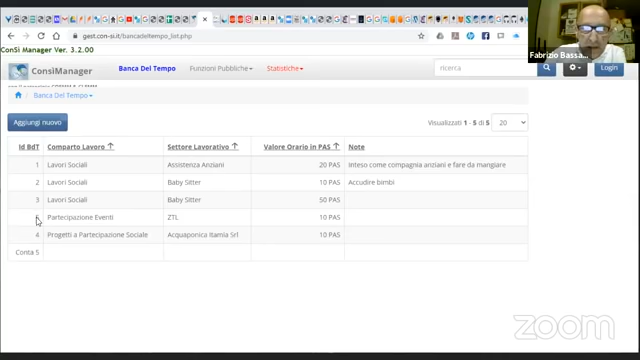 gest.con-si.it/bancadeltempo_list.php
ConSi Manager Ver. 3.2.00
ConsiManager
Banca Del Tempo
Funzioni Pubbliche
Statistiche
ricerca
Login
Fabrizio Bassa...
Banca Del Tempo
Aggiungi nuovo
Visualizzati 1 - 5 di 5
20
Id BdT Comparto Lavoro Settore Lavorativo Valore Orario in PAS Note
1 Lavori Sociali Assistenza Anziani 20 PAS Inteso come compagnia anziani e fare da mangiare
2 Lavori Sociali Baby Sitter 10 PAS Accudire bimbi
3 Lavori Sociali Baby Sitter 50 PAS
Partecipazione Eventi ZTL 10 PAS
4 Progetti a Partecipazione Sociale Acquaponica Itamia Srl 10 PAS
Conta 5
zoom